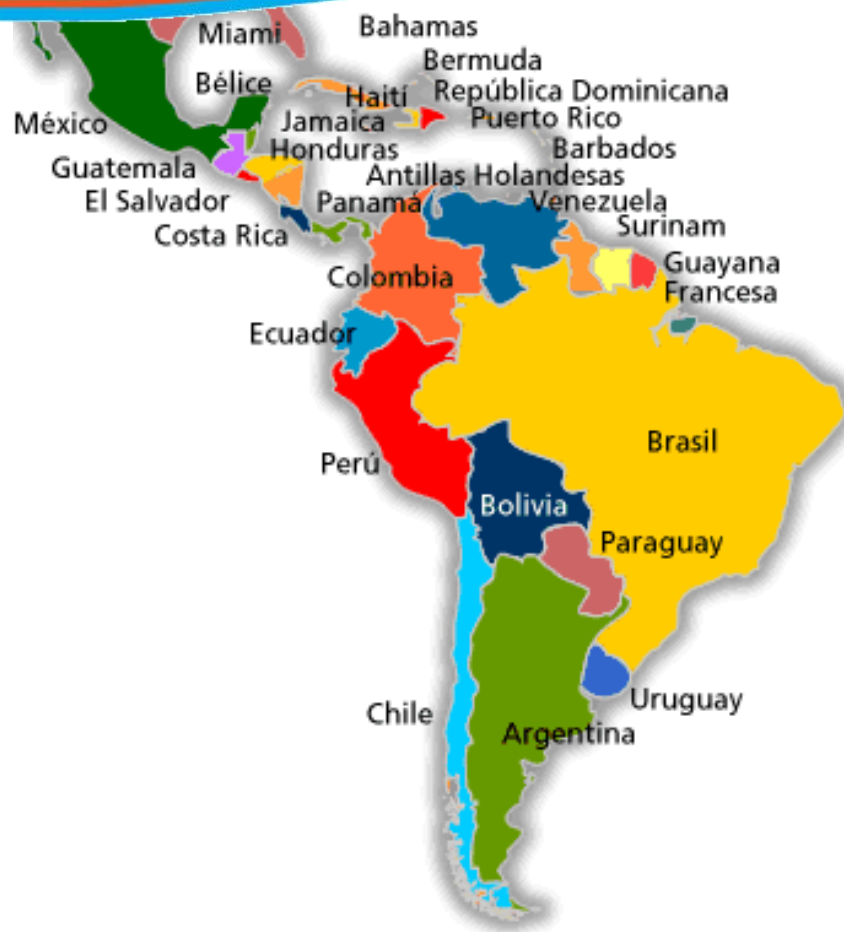 Miami
Bahamas
Bermuda
Bélice
República Dominicana
Haití
México
Jamaica
Puerto Rico
Honduras
Barbados
Guatemala
Antillas Holandesas
El Salvador
Panamá
Venezuela
Surinam
Costa Rica
Guayana
Francesa
Colombia
Ecuador
Brasil
Perú
Bolivia
Paraguay
Uruguay
Chile
Argentina